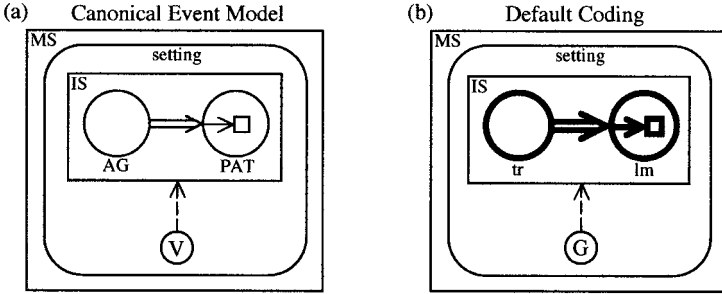 (a) Canonical Event Model
MS
setting
IS
AG
PAT
V
(b) Default Coding
MS
setting
IS
tr
lm
G